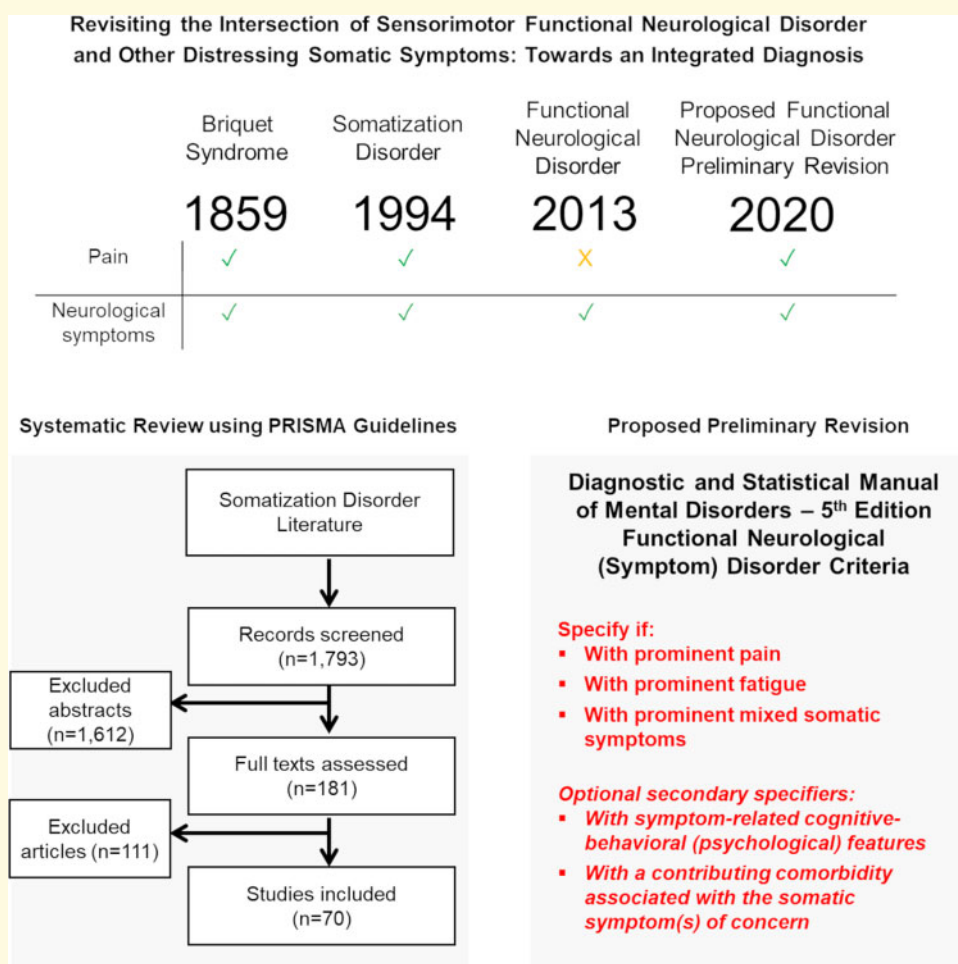 Revisiting the Intersection of Sensorimotor Functional Neurological Disorder
and Other Distressing Somatic Symptoms: Towards an Integrated Diagnosis
Briquet
Syndrome
Somatization
Disorder
Functional
Neurological
Disorder
Proposed Functional
Neurological Disorder
Preliminary Revision
1859 1994 2013 2020
Pain ✓ ✓ X ✓
Neurological
symptoms
✓ ✓ ✓ ✓
Systematic Review using PRISMA Guidelines
Somatization Disorder
Literature
Records screened
(n=1,793)
Excluded
abstracts
(n=1,612)
Full texts assessed
(n=181)
Excluded
articles (n=111)
Studies included
(n=70)
Proposed Preliminary Revision
Diagnostic and Statistical Manual
of Mental Disorders – 5th Edition
Functional Neurological
(Symptom) Disorder Criteria
Specify if:
▪ With prominent pain
▪ With prominent fatigue
▪ With prominent mixed somatic
symptoms
Optional secondary specifiers:
▪ With symptom-related cognitive-
behavioral (psychological) features
▪ With a contributing comorbidity
associated with the somatic
symptom(s) of concern